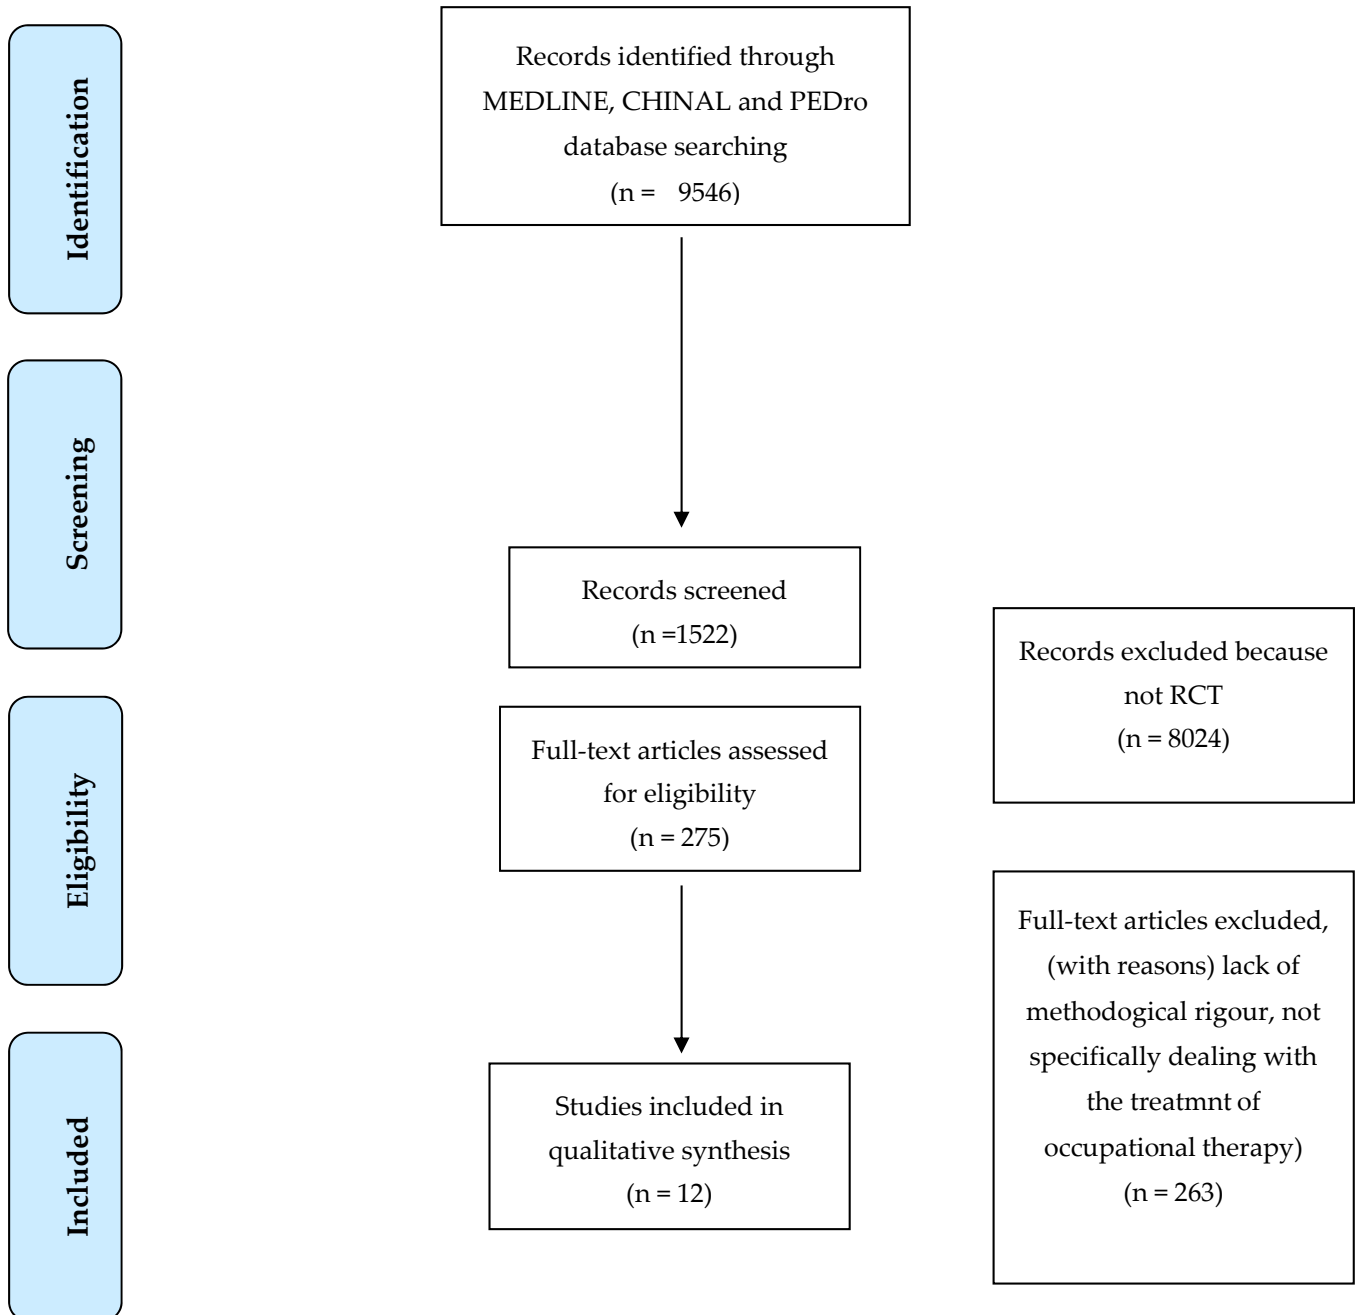 Identification
Records identified through
MEDLINE, CHINAL and PEDro
database searching
(n = 9546)
Screening
Records screened
(n =1522)
Records excluded because
not RCT
(n = 8024)
Eligibility
Full-text articles assessed
for eligibility
(n = 275)
Full-text articles excluded,
(with reasons) lack of
methodogical rigour, not
specifically dealing with
the treatmnt of
occupational therapy)
(n = 263)
Included
Studies included in
qualitative synthesis
(n = 12)